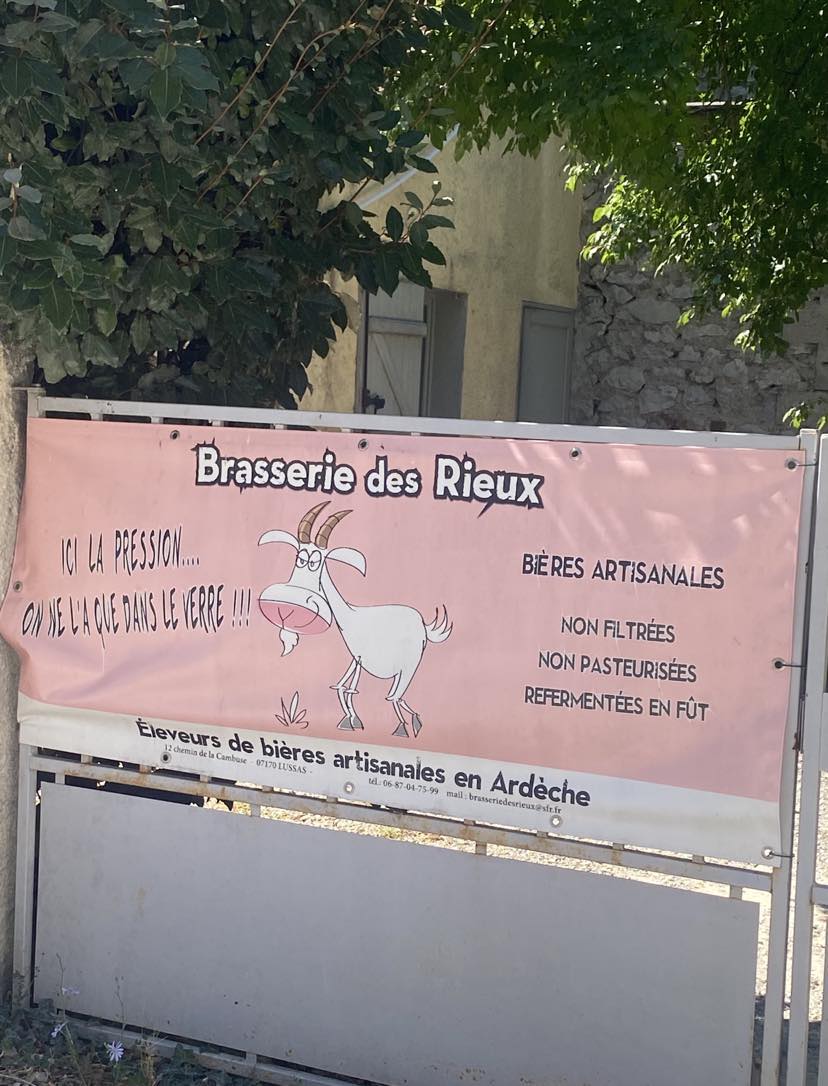 Brasserie des Rieux
ICI LA PRESSION....
ON NE L'A QUE DANS LE VERRE !!!
BIÈRES ARTISANALES
NON FILTRÉES
NON PASTEURISÉES
REFERMENTÉES EN FÛT
Éleveurs de bières artisanales en Ardèche
12 chemin de la Cambuse - 07170 LUSSAS -
tél.: 06-87-04-75-99 mail : brasseriedesrieux@sfr.fr